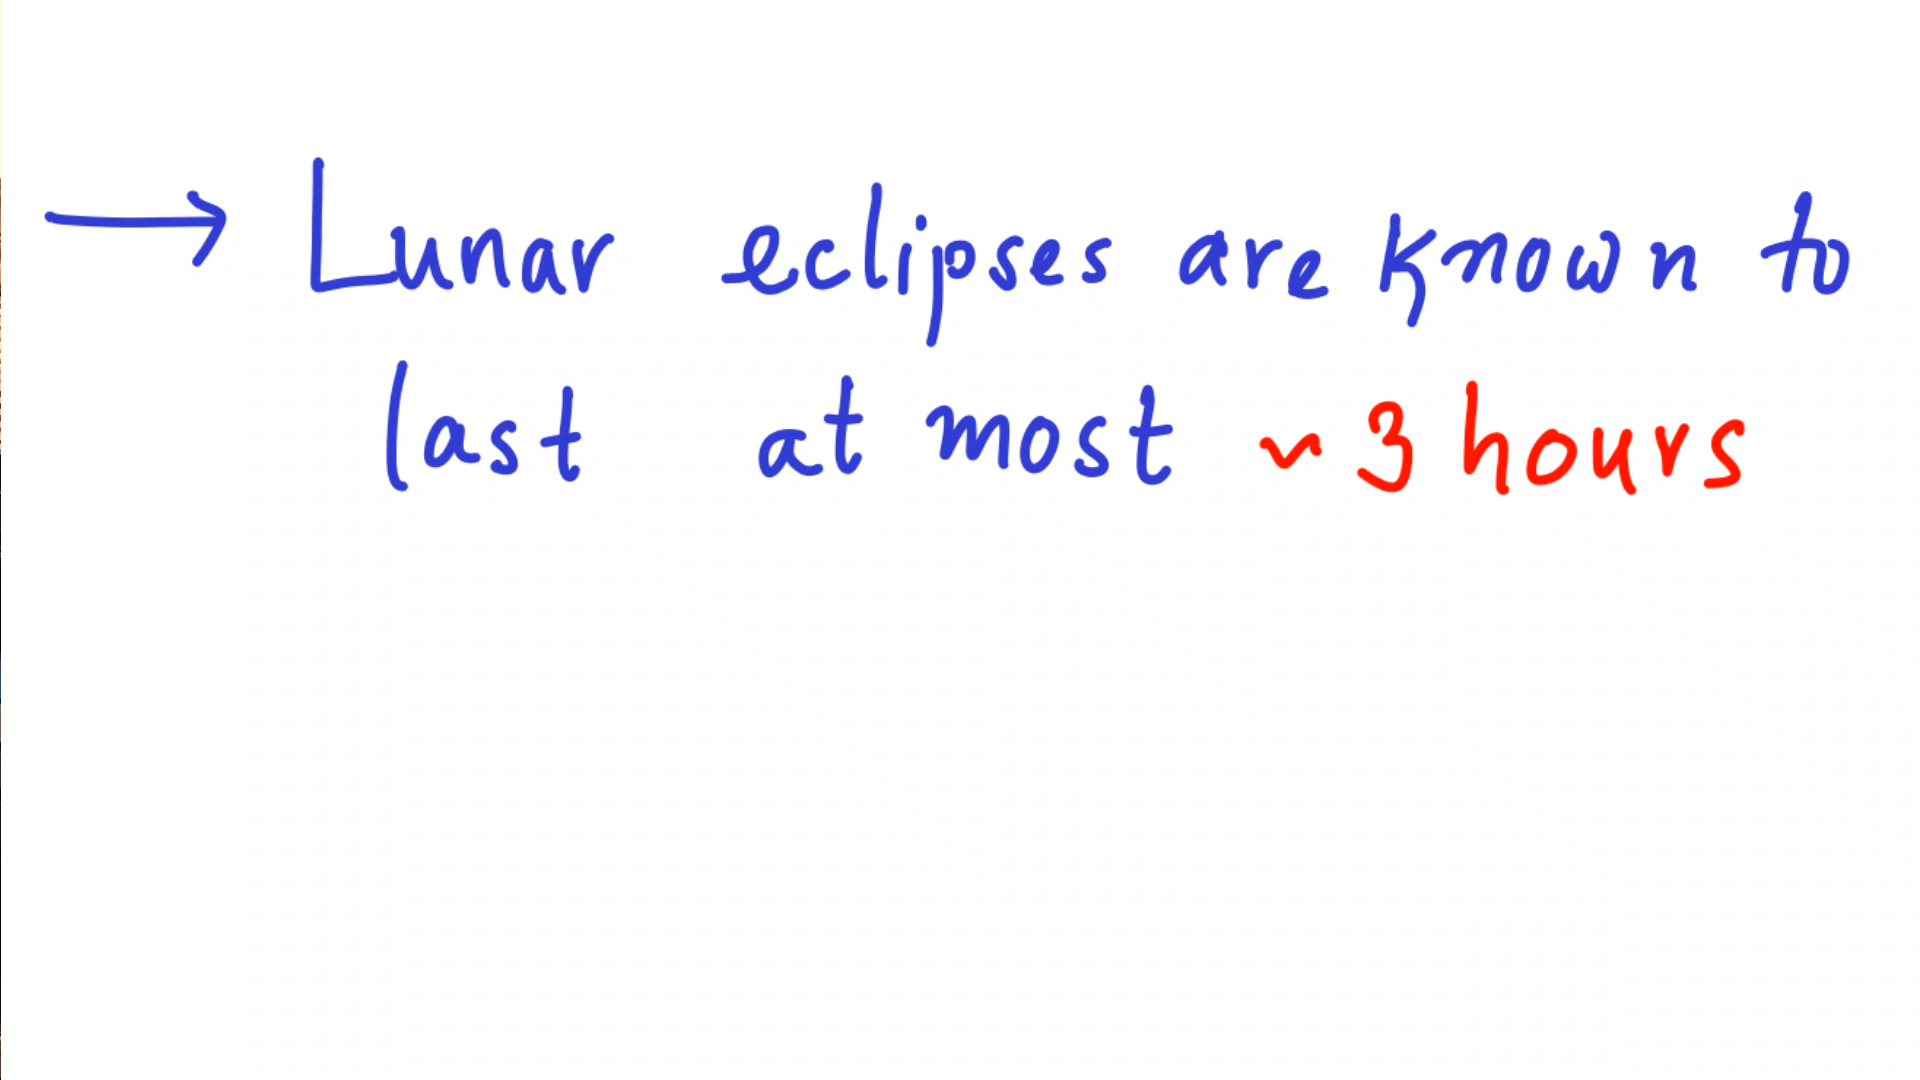 → Lunar eclipses are known to
last at most ~ 3 hours